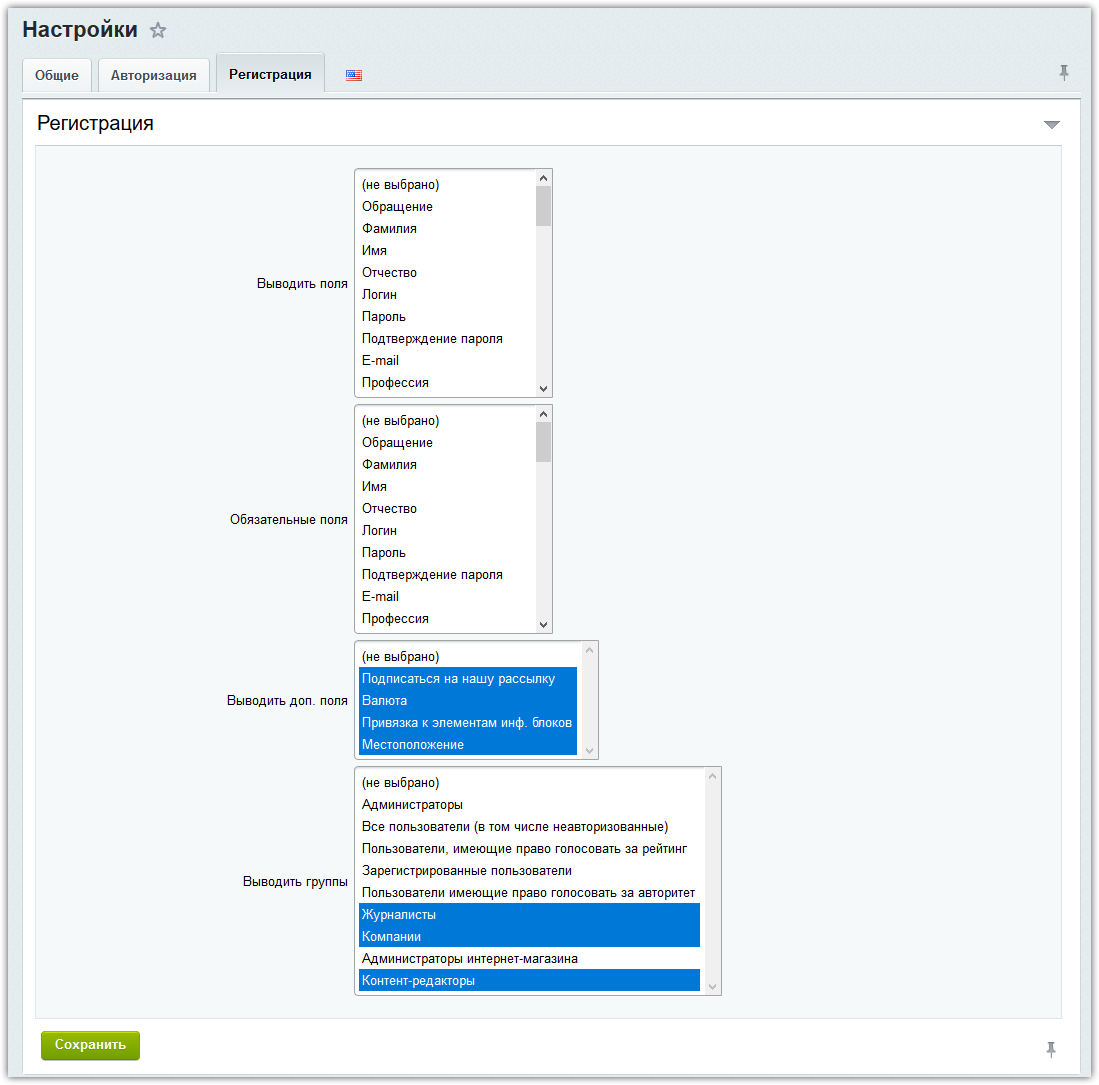 Настройки
Общие
Авторизация
Регистрация
Регистрация
Выводить поля
(не выбрано)
Обращение
Фамилия
Имя
Отчество
Логин
Пароль
Подтверждение пароля
E-mail
Профессия
Обязательные поля
(не выбрано)
Обращение
Фамилия
Имя
Отчество
Логин
Пароль
Подтверждение пароля
E-mail
Профессия
Выводить доп. поля
(не выбрано)
Подписаться на нашу рассылку
Валюта
Привязка к элементам инф. блоков
Местоположение
Выводить группы
(не выбрано)
Администраторы
Все пользователи (в том числе неавторизованные)
Пользователи, имеющие право голосовать за рейтинг
Зарегистрированные пользователи
Пользователи имеющие право голосовать за авторитет
Журналисты
Компании
Администраторы интернет-магазина
Контент-редакторы
Сохранить